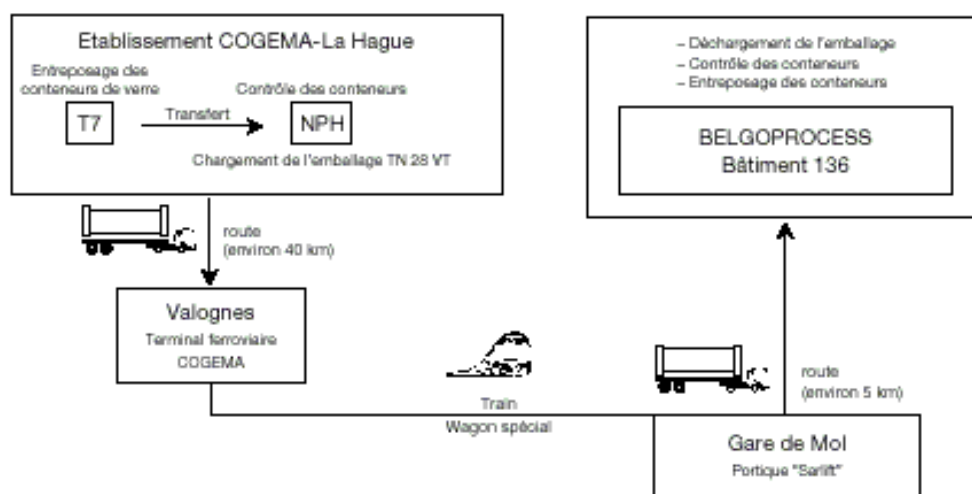 Etablissement COGEMA-La Hague
Entreposage des
conteneurs de verre
Contrôle des conteneurs
T7
Transfert
NPH
Chargement de l'emballage TN 28 VT
route
(environ 40 km)
Valognes
Terminal ferroviaire
COGEMA
Train
Wagon spécial
– Déchargement de l'emballage
– Contrôle des conteneurs
– Entreposage des conteneurs
BELGOPROCESS
Bâtiment 136
route
(environ 5 km)
Gare de Mol
Portique "Serlift"